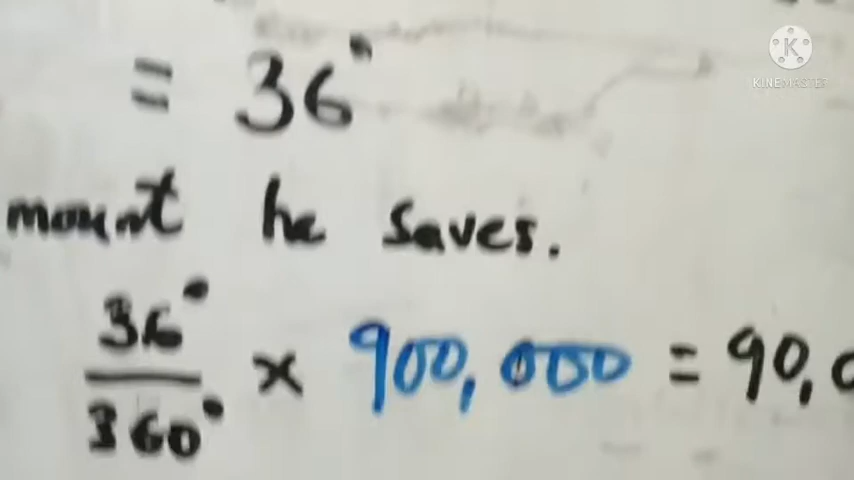 = 36°
mount he saves.
36°/360° × 900,000 = 90,0
KINEMASTER